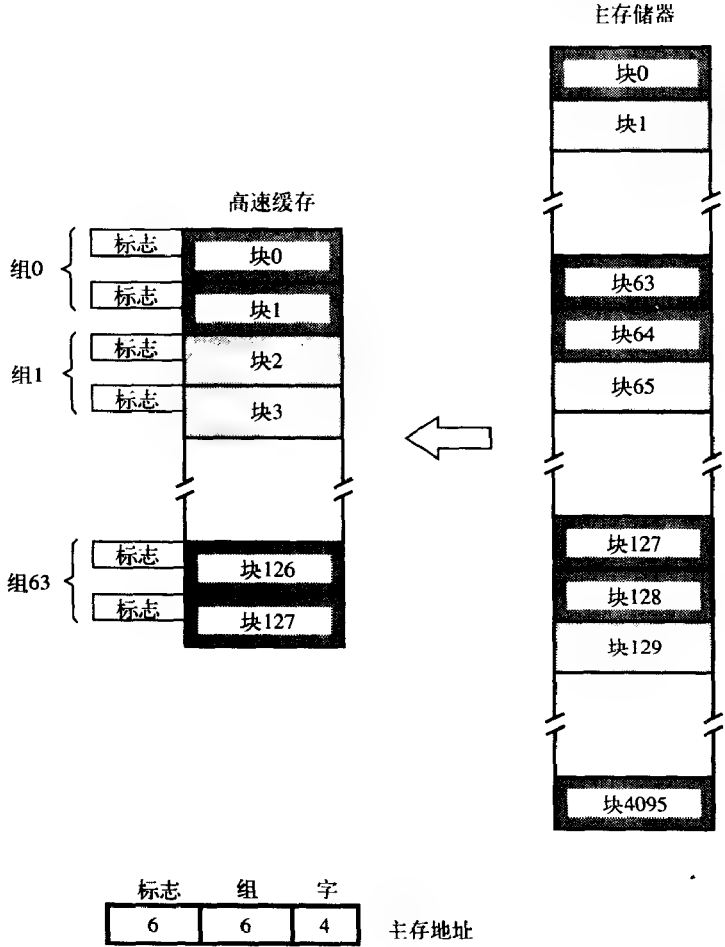 主存储器
块0
块1
块63
块64
块65
块127
块128
块129
块4095
高速缓存
组0
标志
块0
标志
块1
组1
标志
块2
标志
块3
组63
标志
块126
标志
块127
标志 组 字
6 6 4 主存地址